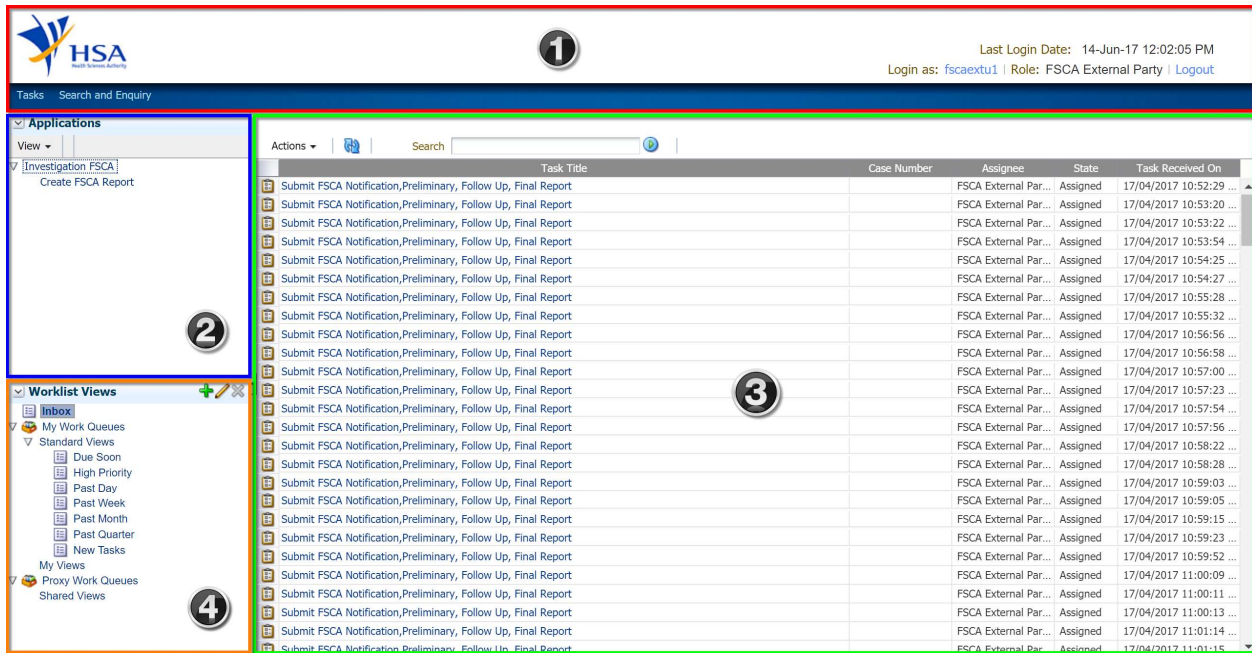 HSA
Health Sciences Authority
1
Last Login Date: 14-Jun-17 12:02:05 PM
Login as: fscaextu1 | Role: FSCA External Party | Logout
Tasks Search and Enquiry
Applications
View
Investigation FSCA
Create FSCA Report
2
Worklist Views
Inbox
My Work Queues
Standard Views
Due Soon
High Priority
Past Day
Past Week
Past Month
Past Quarter
New Tasks
My Views
Proxy Work Queues
Shared Views
4
Actions Search
Task Title Case Number Assignee State Task Received On
Submit FSCA Notification,Preliminary, Follow Up, Final Report FSCA External Par... Assigned 17/04/2017 10:52:29 ...
Submit FSCA Notification,Preliminary, Follow Up, Final Report FSCA External Par... Assigned 17/04/2017 10:53:20 ...
Submit FSCA Notification,Preliminary, Follow Up, Final Report FSCA External Par... Assigned 17/04/2017 10:53:22 ...
Submit FSCA Notification,Preliminary, Follow Up, Final Report FSCA External Par... Assigned 17/04/2017 10:53:54 ...
Submit FSCA Notification,Preliminary, Follow Up, Final Report FSCA External Par... Assigned 17/04/2017 10:54:25 ...
Submit FSCA Notification,Preliminary, Follow Up, Final Report FSCA External Par... Assigned 17/04/2017 10:54:27 ...
Submit FSCA Notification,Preliminary, Follow Up, Final Report FSCA External Par... Assigned 17/04/2017 10:55:28 ...
Submit FSCA Notification,Preliminary, Follow Up, Final Report FSCA External Par... Assigned 17/04/2017 10:55:32 ...
Submit FSCA Notification,Preliminary, Follow Up, Final Report FSCA External Par... Assigned 17/04/2017 10:56:56 ...
Submit FSCA Notification,Preliminary, Follow Up, Final Report FSCA External Par... Assigned 17/04/2017 10:56:58 ...
Submit FSCA Notification,Preliminary, Follow Up, Final Report FSCA External Par... Assigned 17/04/2017 10:57:00 ...
Submit FSCA Notification,Preliminary, Follow Up, Final Report 3 FSCA External Par... Assigned 17/04/2017 10:57:23 ...
Submit FSCA Notification,Preliminary, Follow Up, Final Report FSCA External Par... Assigned 17/04/2017 10:57:54 ...
Submit FSCA Notification,Preliminary, Follow Up, Final Report FSCA External Par... Assigned 17/04/2017 10:57:56 ...
Submit FSCA Notification,Preliminary, Follow Up, Final Report FSCA External Par... Assigned 17/04/2017 10:58:22 ...
Submit FSCA Notification,Preliminary, Follow Up, Final Report FSCA External Par... Assigned 17/04/2017 10:58:28 ...
Submit FSCA Notification,Preliminary, Follow Up, Final Report FSCA External Par... Assigned 17/04/2017 10:59:03 ...
Submit FSCA Notification,Preliminary, Follow Up, Final Report FSCA External Par... Assigned 17/04/2017 10:59:05 ...
Submit FSCA Notification,Preliminary, Follow Up, Final Report FSCA External Par... Assigned 17/04/2017 10:59:15 ...
Submit FSCA Notification,Preliminary, Follow Up, Final Report FSCA External Par... Assigned 17/04/2017 10:59:23 ...
Submit FSCA Notification,Preliminary, Follow Up, Final Report FSCA External Par... Assigned 17/04/2017 10:59:52 ...
Submit FSCA Notification,Preliminary, Follow Up, Final Report FSCA External Par... Assigned 17/04/2017 11:00:09 ...
Submit FSCA Notification,Preliminary, Follow Up, Final Report FSCA External Par... Assigned 17/04/2017 11:00:11 ...
Submit FSCA Notification,Preliminary, Follow Up, Final Report FSCA External Par... Assigned 17/04/2017 11:00:13 ...
Submit FSCA Notification,Preliminary, Follow Up, Final Report FSCA External Par... Assigned 17/04/2017 11:01:14 ...
Submit FSCA Notification,Preliminary, Follow Up, Final Report FSCA External Par... Assigned 17/04/2017 11:01:15 ...